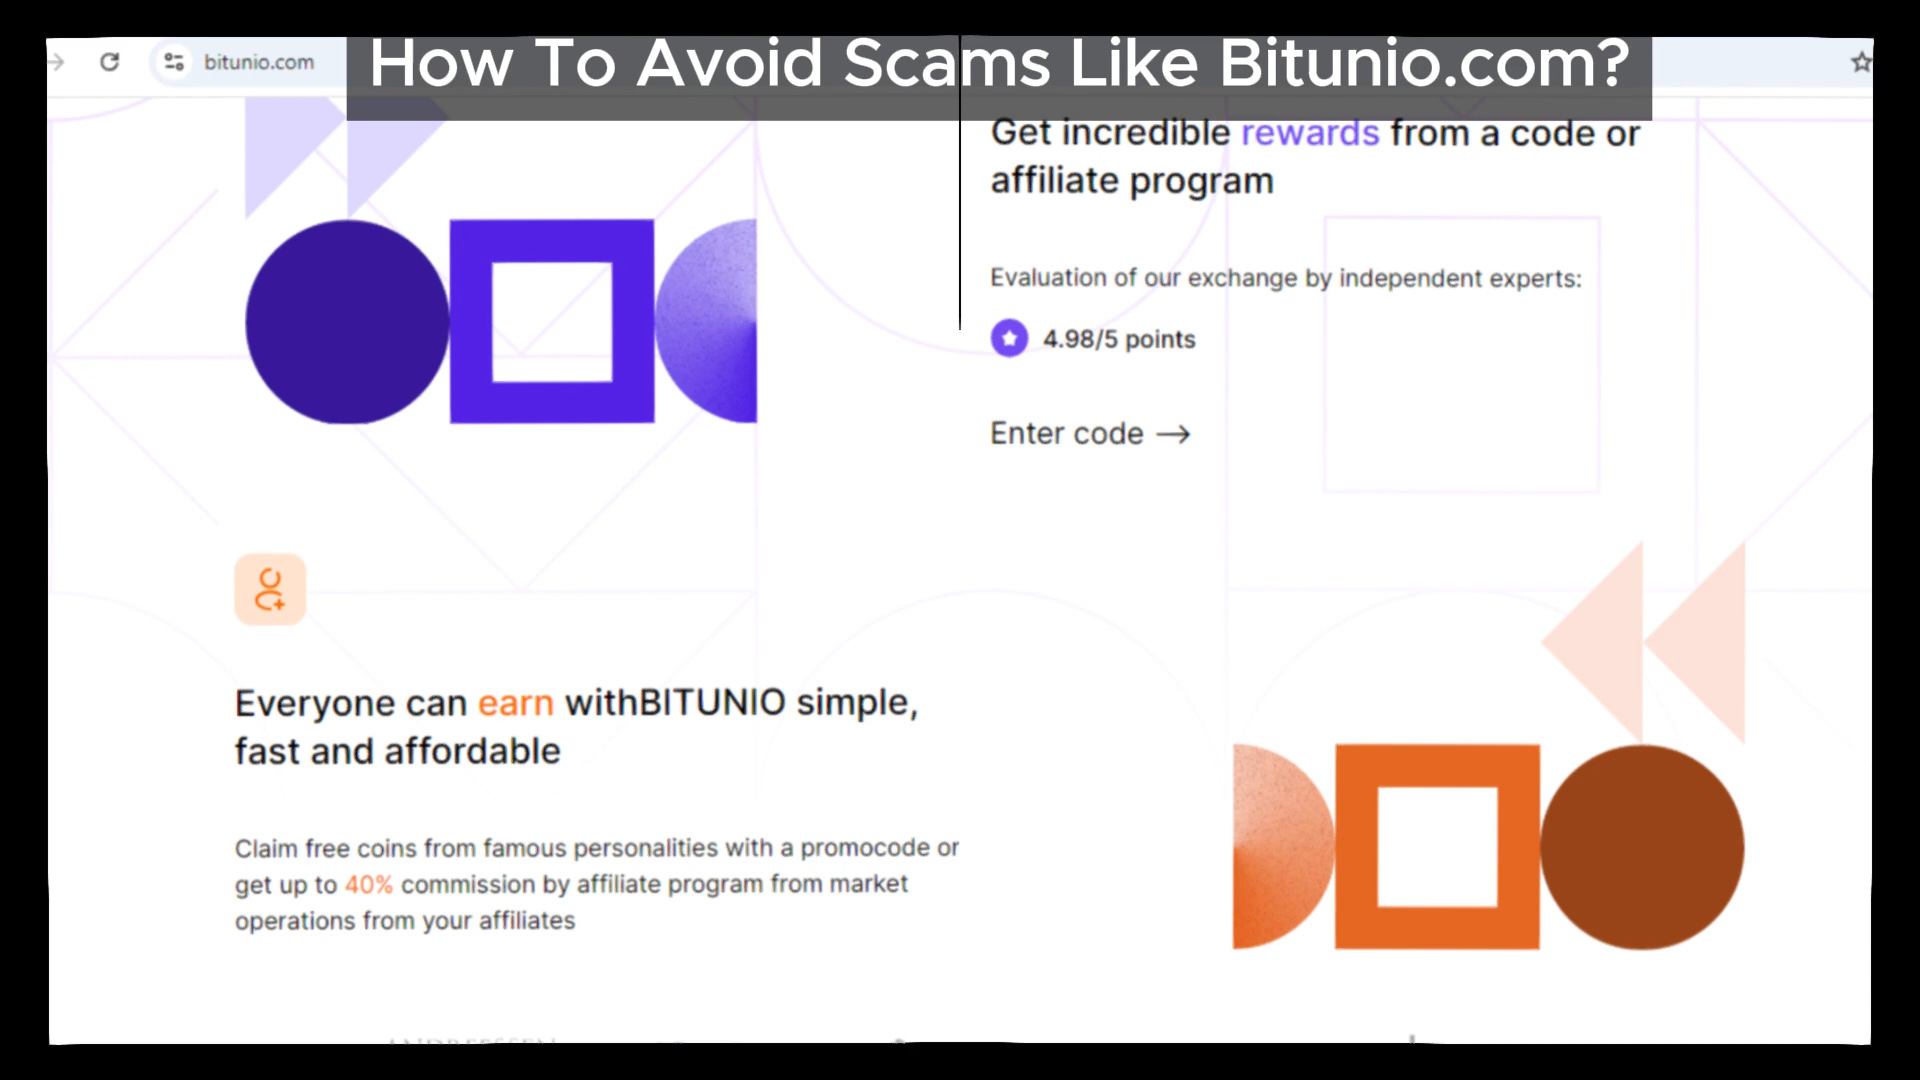 bitunio.com
How To Avoid Scams Like Bitunio.com?
Get incredible rewards from a code or
affiliate program
Evaluation of our exchange by independent experts:
4.98/5 points
Enter code →
Everyone can earn withBITUNIO simple,
fast and affordable
Claim free coins from famous personalities with a promocode or
get up to 40% commission by affiliate program from market
operations from your affiliates